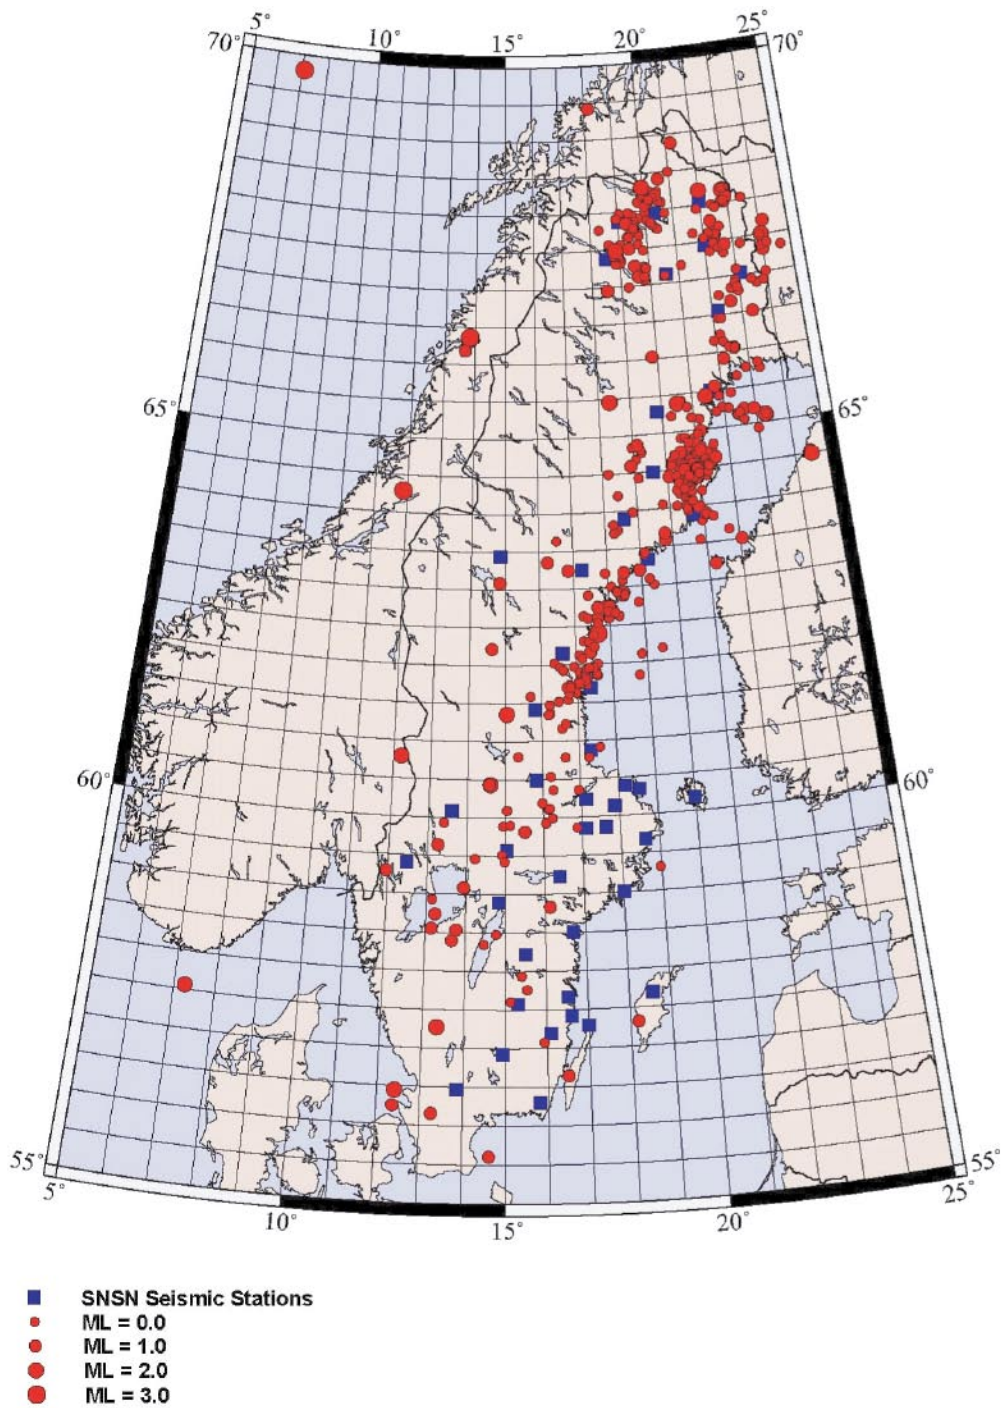 5° 10° 15° 20° 25°
70° 70°
65° 65°
60° 60°
55° 55°
5° 10° 15° 20° 25°
SNSN Seismic Stations
ML = 0.0
ML = 1.0
ML = 2.0
ML = 3.0